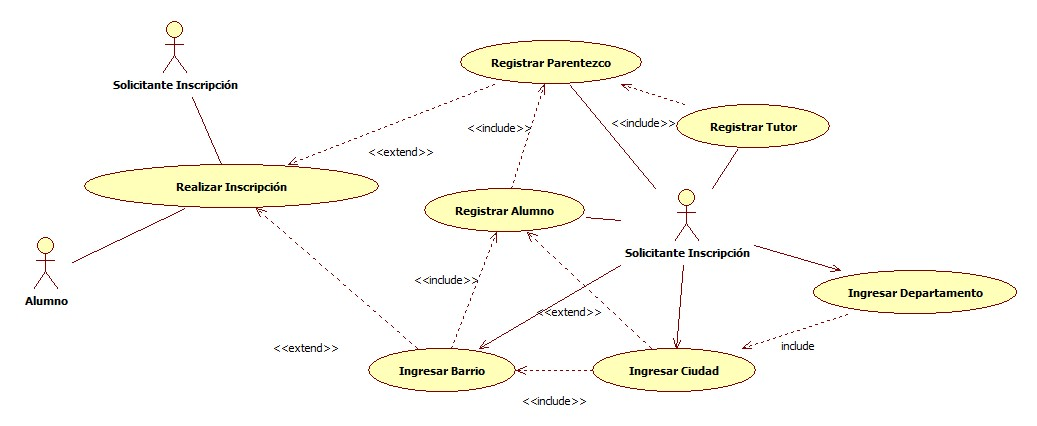 Solicitante Inscripción
Registrar Parentezco
<<include>>
<<include>>
Registrar Tutor
<<extend>>
Realizar Inscripción
Registrar Alumno
Solicitante Inscripción
Alumno
<<include>>
Ingresar Departamento
<<extend>>
<<extend>>
include
Ingresar Barrio
Ingresar Ciudad
<<include>>